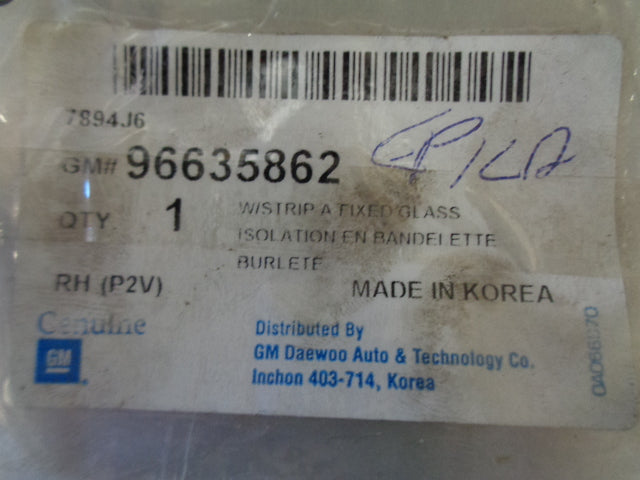 7894J6
EPICA
GM# 96635862
QTY 1
W/STRIP A FIXED GLASS
ISOLATION EN BANDELETTE
BURLETE
RH (P2V)
MADE IN KOREA
Genuine
GM
Distributed By
GM Daewoo Auto & Technology Co.
Inchon 403-714, Korea